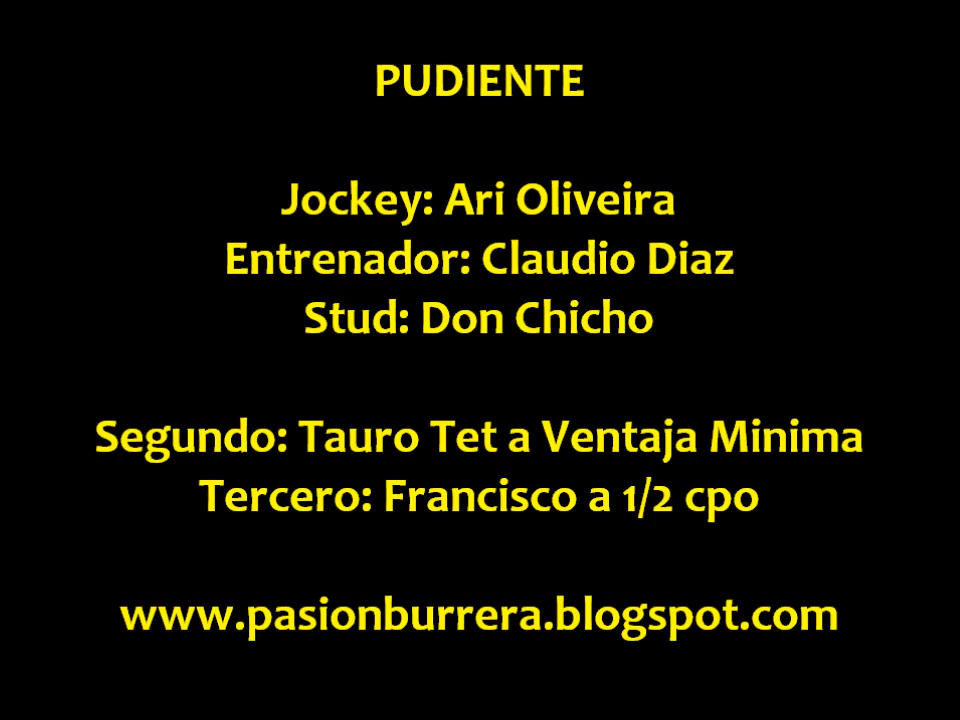 PUDIENTE
Jockey: Ari Oliveira
Entrenador: Claudio Diaz
Stud: Don Chicho
Segundo: Tauro Tet a Ventaja Minima
Tercero: Francisco a 1/2 cpo
www.pasionburrera.blogspot.com